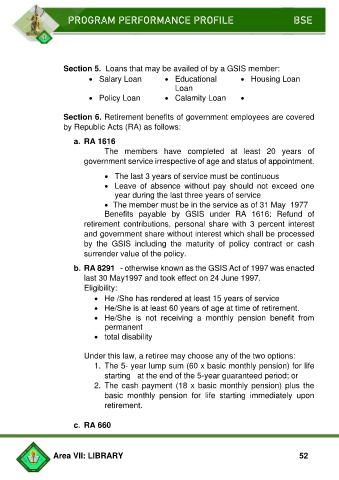 PROGRAM PERFORMANCE PROFILE BSE
Section 5. Loans that may be availed of by a GSIS member:
• Salary Loan • Educational Loan • Housing Loan
• Policy Loan • Calamity Loan •
Section 6. Retirement benefits of government employees are covered
by Republic Acts (RA) as follows:
a. RA 1616
The members have completed at least 20 years of
government service irrespective of age and status of appointment.
• The last 3 years of service must be continuous
• Leave of absence without pay should not exceed one
year during the last three years of service
• The member must be in the service as of 31 May 1977
Benefits payable by GSIS under RA 1616: Refund of
retirement contributions, personal share with 3 percent interest
and government share without interest which shall be processed
by the GSIS including the maturity of policy contract or cash
surrender value of the policy.
b. RA 8291 - otherwise known as the GSIS Act of 1997 was enacted
last 30 May1997 and took effect on 24 June 1997.
Eligibility:
• He /She has rendered at least 15 years of service
• He/She is at least 60 years of age at time of retirement.
• He/She is not receiving a monthly pension benefit from
permanent
• total disability
Under this law, a retiree may choose any of the two options:
1. The 5- year lump sum (60 x basic monthly pension) for life
starting at the end of the 5-year guaranteed period; or
2. The cash payment (18 x basic monthly pension) plus the
basic monthly pension for life starting immediately upon
retirement.
c. RA 660
Area VII: LIBRARY 52